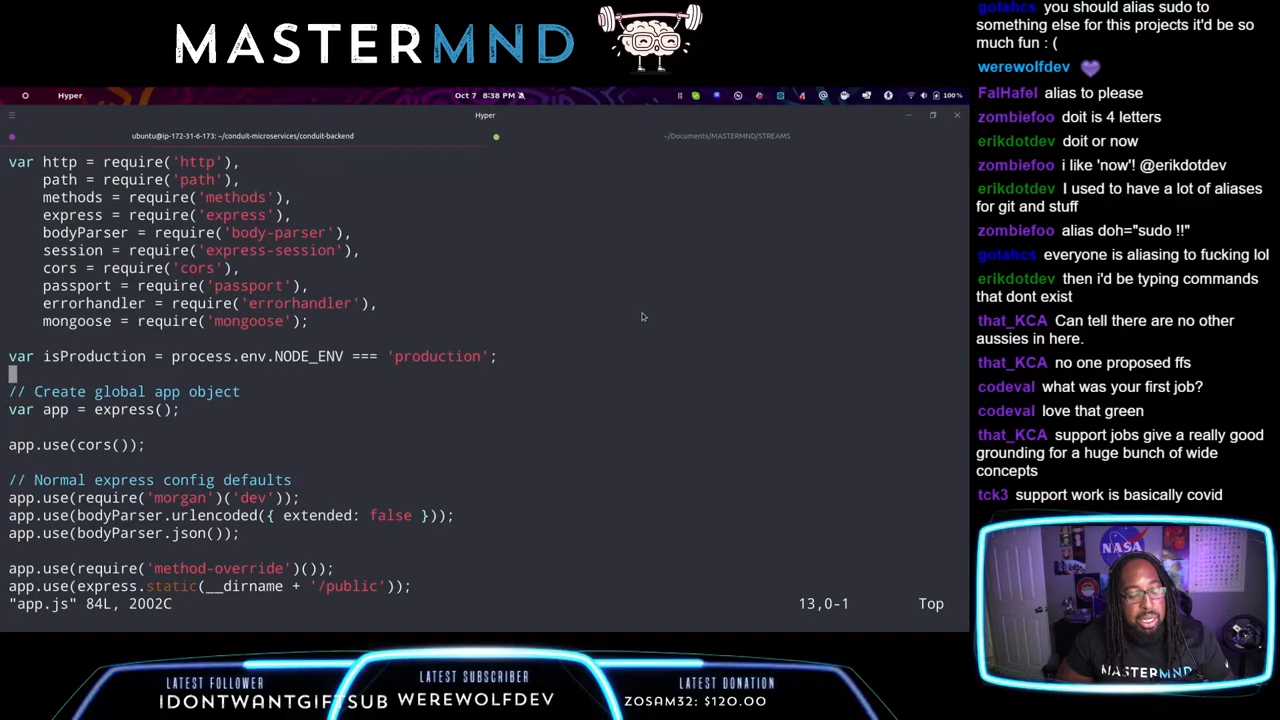 MASTERMND
Hyper
Oct 7 8:38 PM
100%
Hyper
ubuntu@ip-172-31-6-173: ~/conduit-microservices/conduit-backend
~/Documents/MASTERMND/STREAMS
var http = require('http'),
    path = require('path'),
    methods = require('methods'),
    express = require('express'),
    bodyParser = require('body-parser'),
    session = require('express-session'),
    cors = require('cors'),
    passport = require('passport'),
    errorhandler = require('errorhandler'),
    mongoose = require('mongoose');
var isProduction = process.env.NODE_ENV === 'production';
// Create global app object
var app = express();
app.use(cors());
// Normal express config defaults
app.use(require('morgan')('dev'));
app.use(bodyParser.urlencoded({ extended: false }));
app.use(bodyParser.json());
app.use(require('method-override')());
app.use(express.static(__dirname + '/public'));
"app.js" 84L, 2002C
13,0-1
Top
gotahcs you should alias sudo to
something else for this projects it'd be so
much fun : (
werewolfdev
FalHafel alias to please
zombiefoo doit is 4 letters
erikdotdev doit or now
zombiefoo i like 'now'! @erikdotdev
erikdotdev I used to have a lot of aliases
for git and stuff
zombiefoo alias doh="sudo !!"
gotahcs everyone is aliasing to fucking lol
erikdotdev then i'd be typing commands
that dont exist
that_KCA Can tell there are no other
aussies in here.
that_KCA no one proposed ffs
codeval what was your first job?
codeval love that green
that_KCA support jobs give a really good
grounding for a huge bunch of wide
concepts
tck3 support work is basically covid
NASA
MASTERMND
LATEST FOLLOWER
IDONTWANTGIFTSUB
LATEST SUBSCRIBER
WEREWOLFDEV
LATEST DONATION
ZOSAM32: $120.00